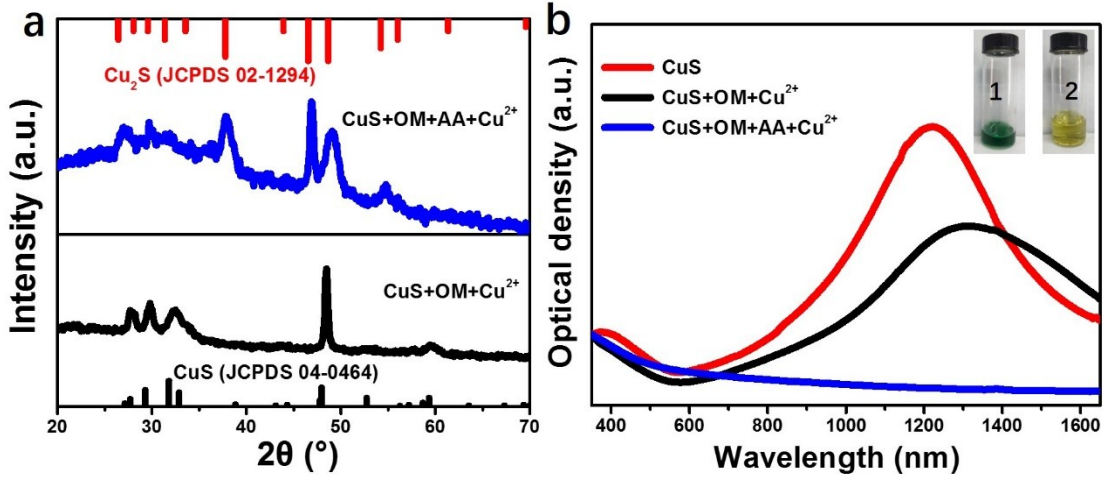 a
Cu₂S (JCPDS 02-1294)
CuS+OM+AA+Cu²⁺
CuS+OM+Cu²⁺
CuS (JCPDS 04-0464)
Intensity (a.u.)
20 30 40 50 60 70
2θ (°)
b
CuS
CuS+OM+Cu²⁺
CuS+OM+AA+Cu²⁺
1 2
Optical density (a.u.)
400 600 800 1000 1200 1400 1600
Wavelength (nm)